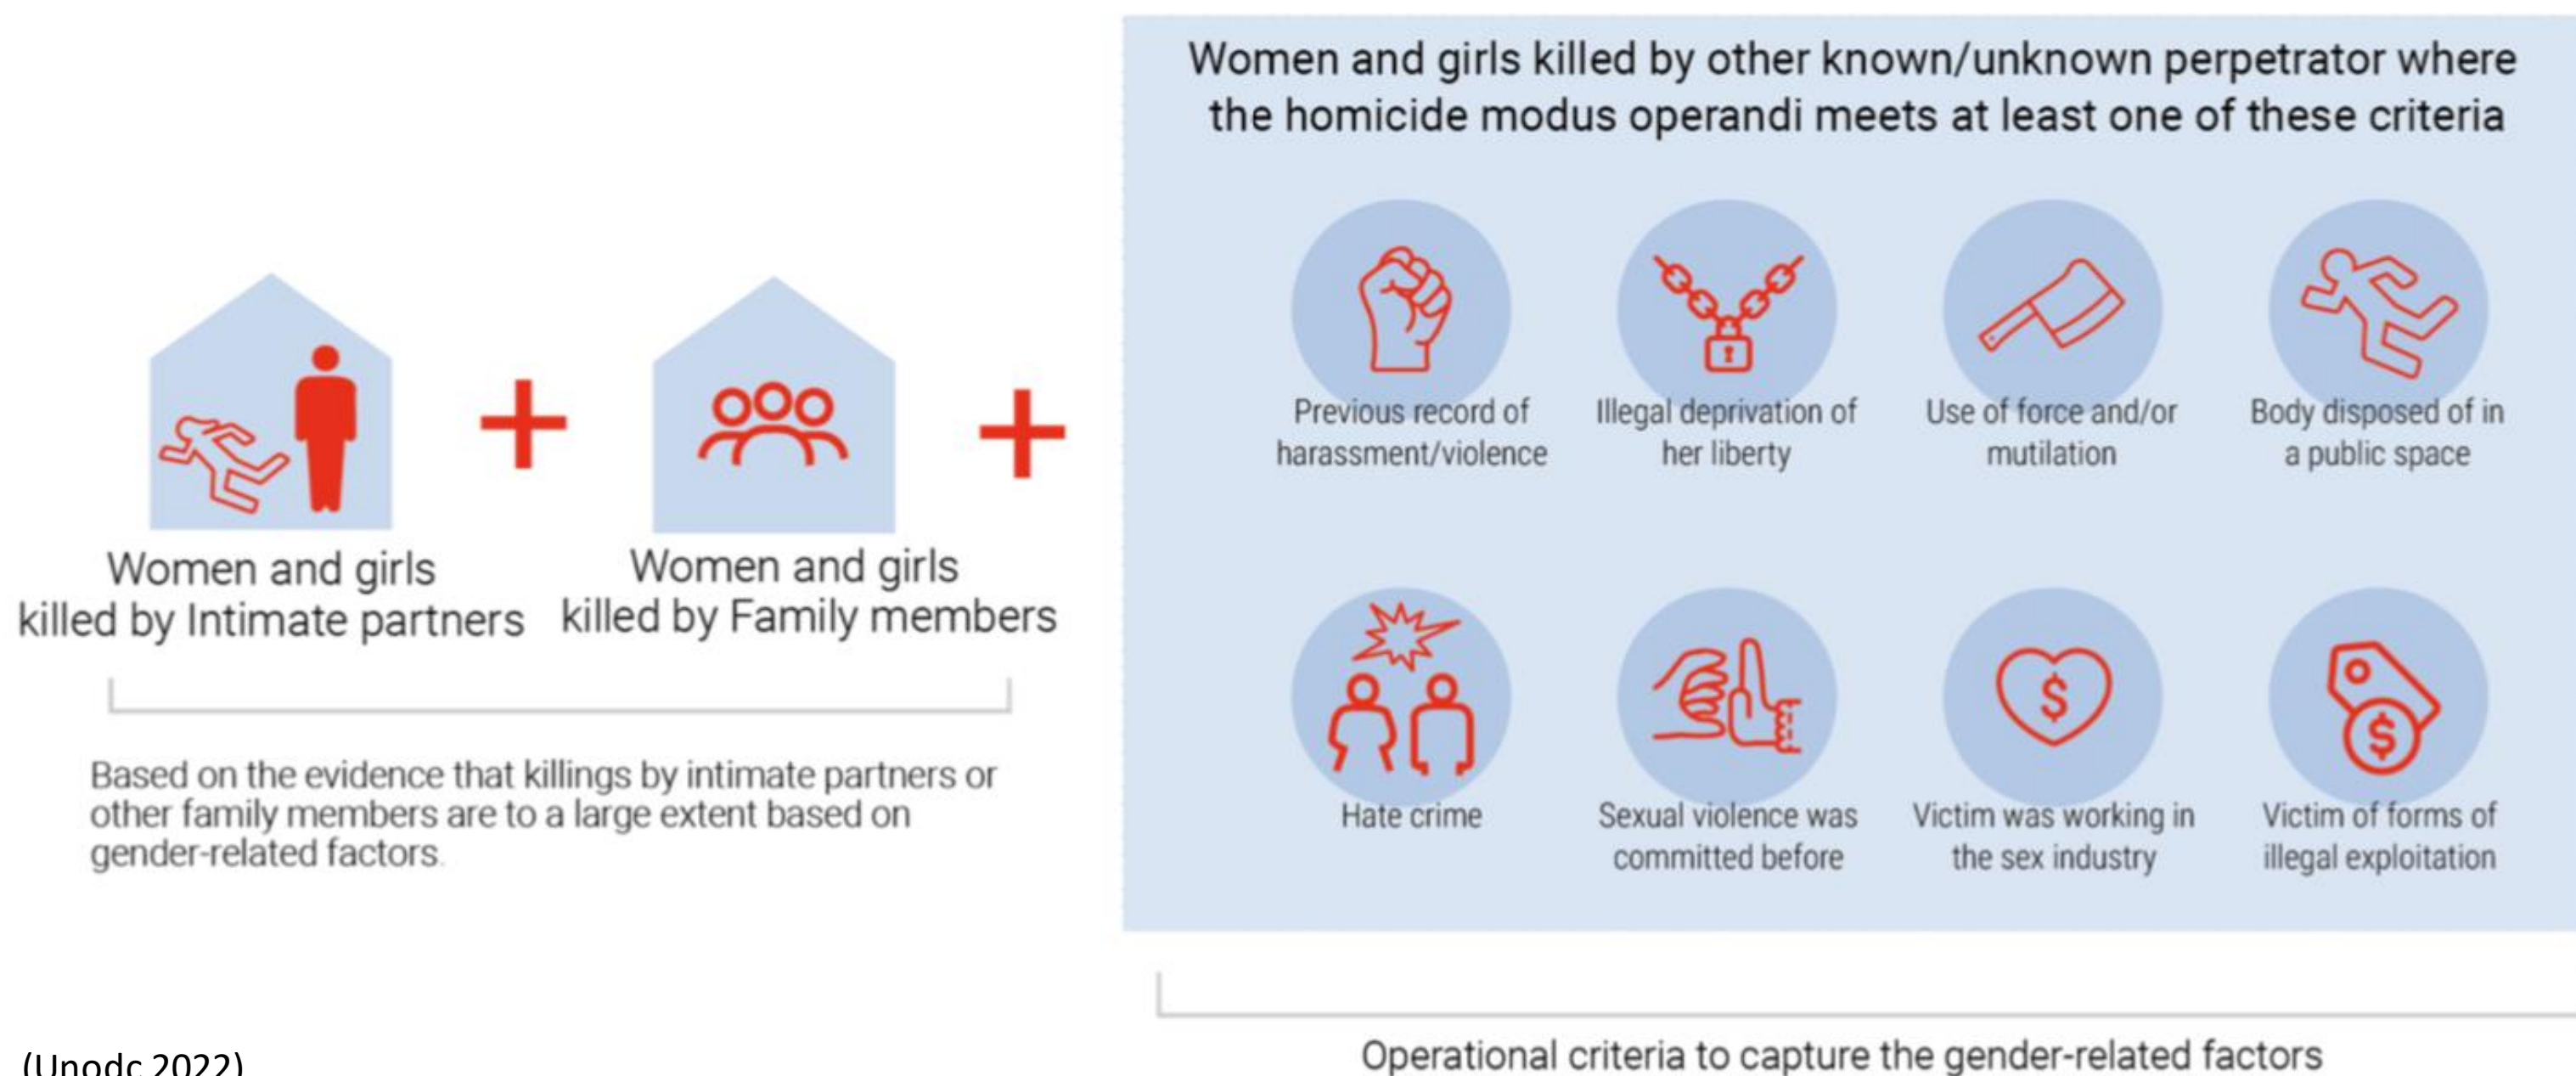 Women and girls killed by other known/unknown perpetrator where
the homicide modus operandi meets at least one of these criteria
Previous record of
harassment/violence
Illegal deprivation of
her liberty
Use of force and/or
mutilation
Body disposed of in
a public space
Women and girls
killed by Intimate partners
Women and girls
killed by Family members
Based on the evidence that killings by intimate partners or
other family members are to a large extent based on
gender-related factors.
Hate crime
Sexual violence was
committed before
Victim was working in
the sex industry
Victim of forms of
illegal exploitation
Operational criteria to capture the gender-related factors
(Unodc 2022)